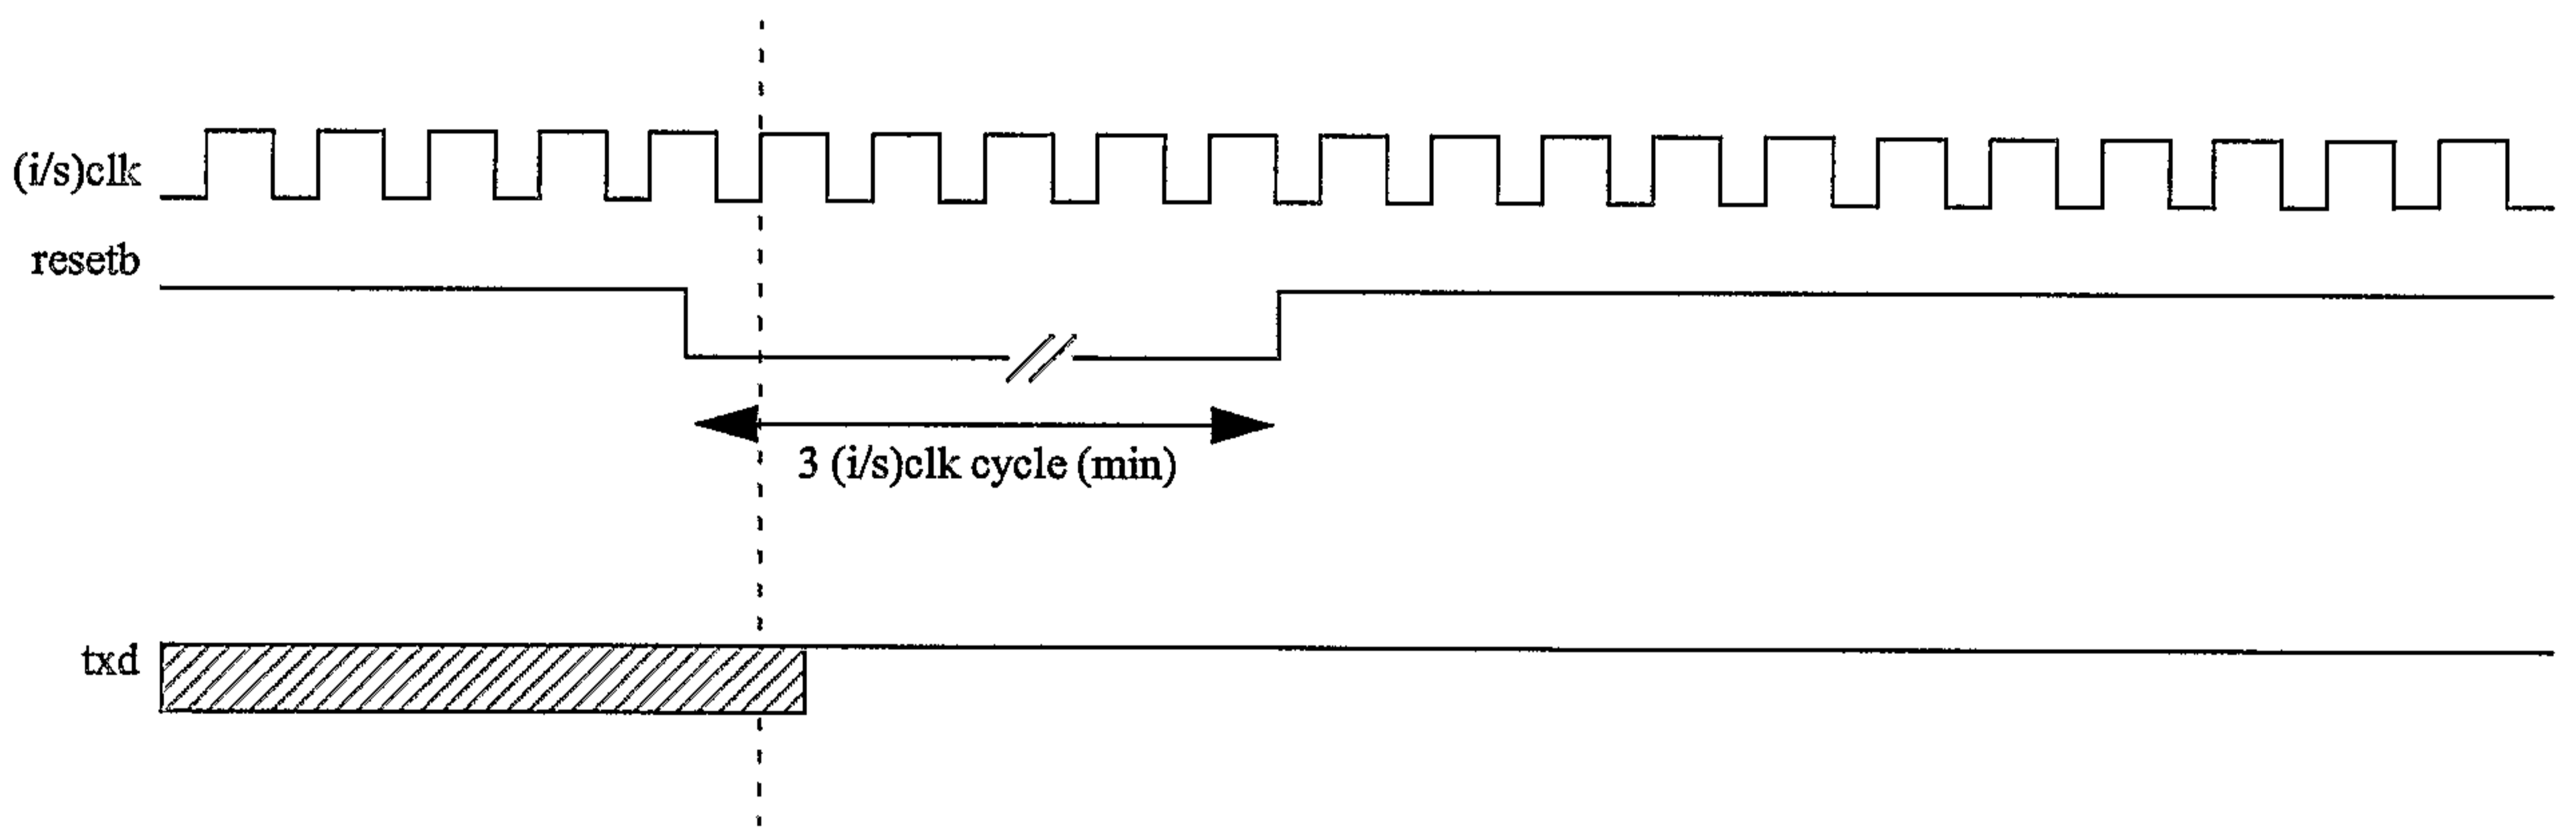 (i/s)clk
resetb
3 (i/s)clk cycle (min)
txd